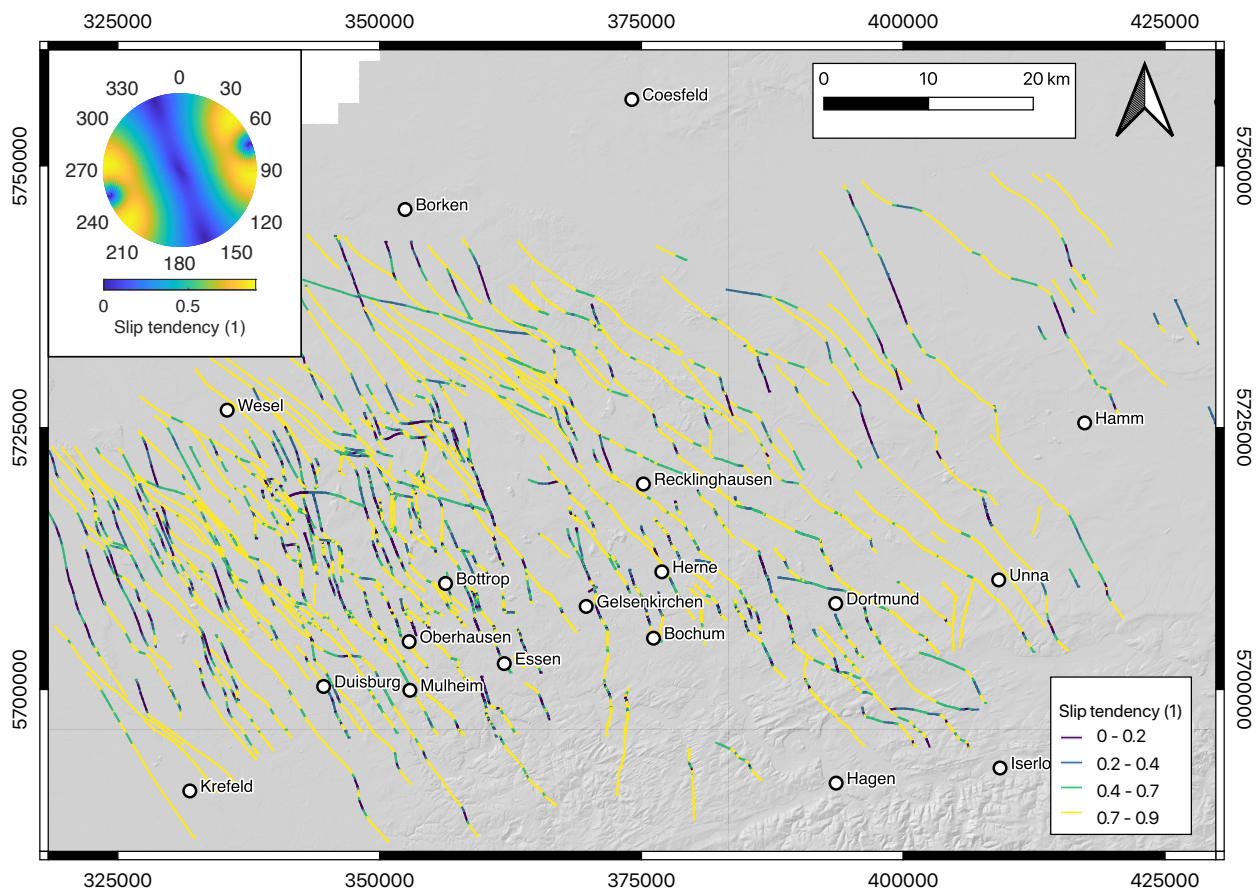 325000 350000 375000 400000 425000
0
330 30
300 60
270 90
240 120
210 150
180
0 0.5
Slip tendency (1)
0 10 20 km
Coesfeld
5750000 5750000
Borken
Wesel
5725000 5725000
Hamm
Recklinghausen
Herne
Unna
Bottrop
Gelsenkirchen
Dortmund
Oberhausen
Bochum
Essen
Duisburg
Mulheim
5700000 5700000
Krefeld
Hagen
Iserlo
Slip tendency (1)
0 - 0.2
0.2 - 0.4
0.4 - 0.7
0.7 - 0.9
325000 350000 375000 400000 425000